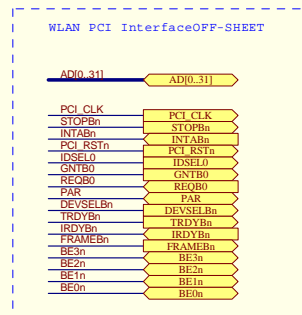 WLAN PCI InterfaceOFF-SHEET
AD[0..31] AD[0..31]
PCI_CLK PCI_CLK
STOPBn STOPBn
INTABn INTABn
PCI_RSTn PCI_RSTn
IDSEL0 IDSEL0
GNTB0 GNTB0
REQB0 REQB0
PAR PAR
DEVSELBn DEVSELBn
TRDYBn TRDYBn
IRDYBn IRDYBn
FRAMEBn FRAMEBn
BE3n BE3n
BE2n BE2n
BE1n BE1n
BE0n BE0n